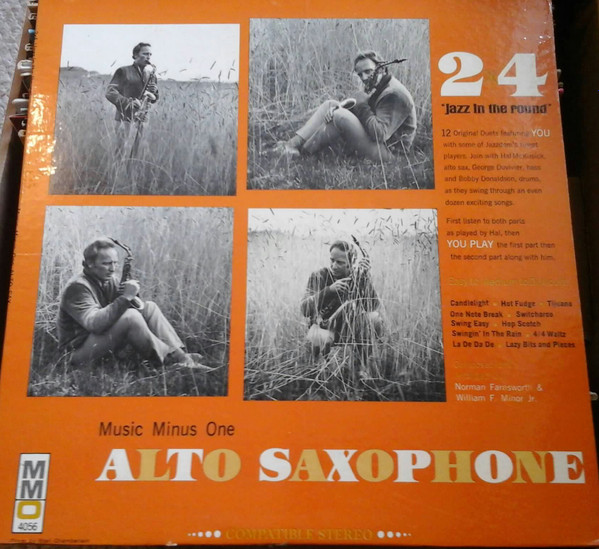 2 4
"jazz in the round"
12 Original Duets featuring YOU
with some of Jazzdom's finest
players. Join with Hal McKusick,
alto sax, George Duvivier, bass
and Bobby Donaldson, drums,
as they swing through an even
dozen exciting songs.
First listen to both parts
as played by Hal, then
YOU PLAY the first part then
the second part along with him.
Candlelight Hot Fudge Tijuana
One Note Break Switcheroo
Swing Easy Hop Scotch
Swingin' In The Rain 4/4 Waltz
La De Da De Lazy Bits and Pieces
Norman Farnsworth &
William F. Minor Jr.
Music Minus One
ALTO SAXOPHONE
MMO
4056
COMPATIBLE STEREO